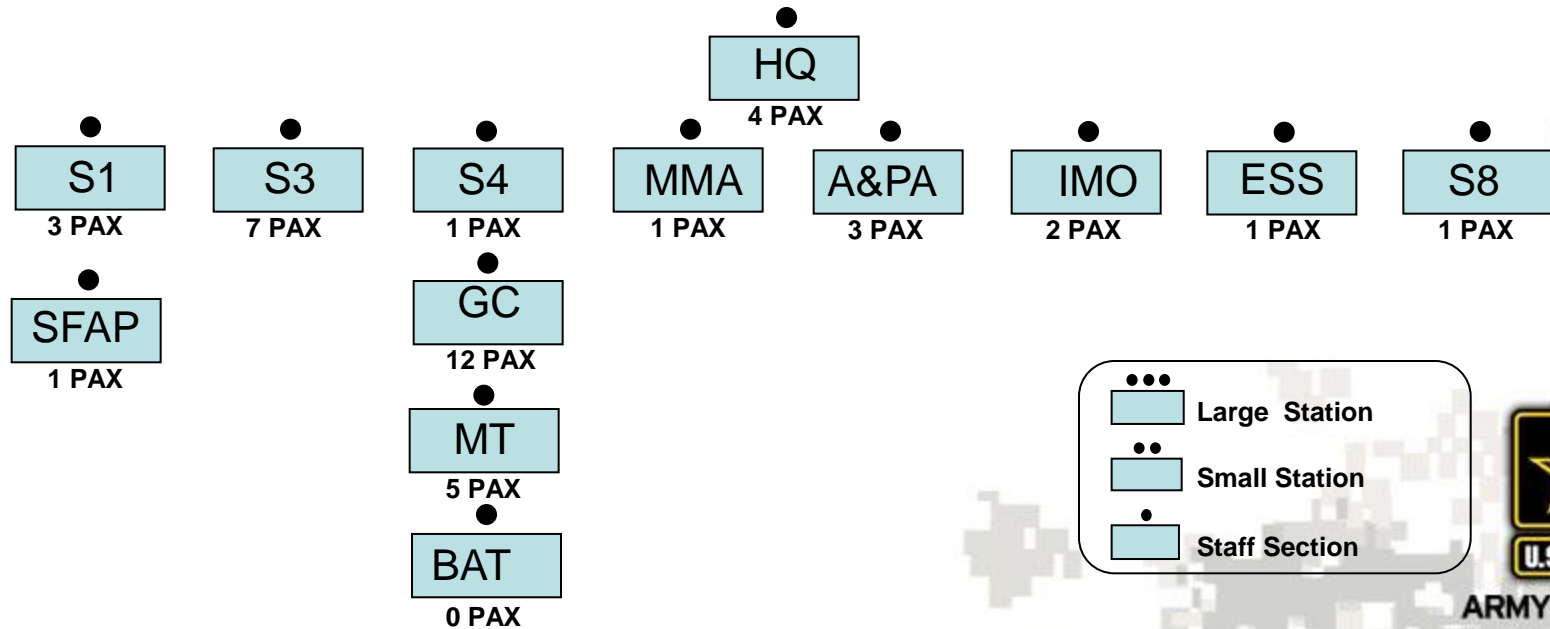 HQ
4 PAX
S1
3 PAX
S3
7 PAX
S4
1 PAX
MMA
1 PAX
A&PA
3 PAX
IMO
2 PAX
ESS
1 PAX
S8
1 PAX
SFAP
1 PAX
GC
12 PAX
MT
5 PAX
BAT
0 PAX
Large Station
Small Station
Staff Section
U.S
ARMY